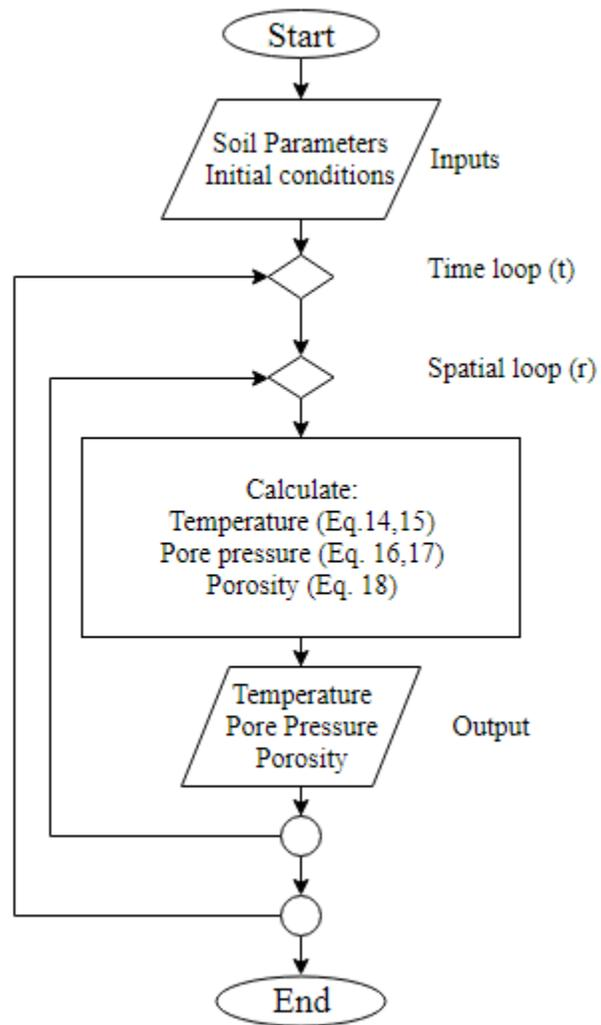 Start
Soil Parameters
Initial conditions
Inputs
Time loop (t)
Spatial loop (r)
Calculate:
Temperature (Eq.14,15)
Pore pressure (Eq. 16,17)
Porosity (Eq. 18)
Temperature
Pore Pressure
Porosity
Output
End